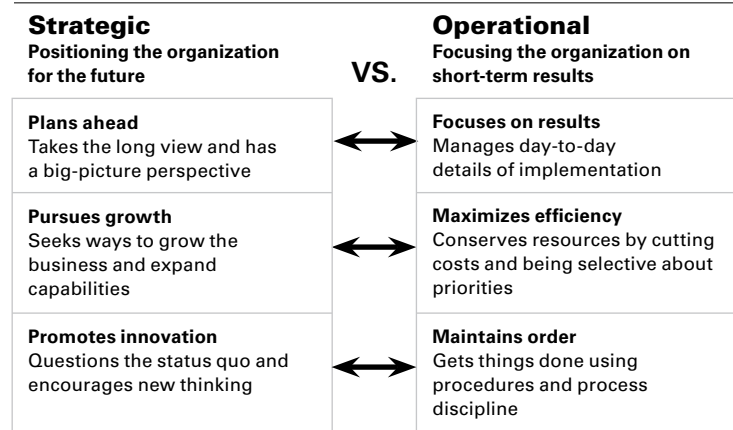 Strategic
Positioning the organization
for the future
VS.
Operational
Focusing the organization on
short-term results
Plans ahead
Takes the long view and has
a big-picture perspective
Focuses on results
Manages day-to-day
details of implementation
Pursues growth
Seeks ways to grow the
business and expand
capabilities
Maximizes efficiency
Conserves resources by cutting
costs and being selective about
priorities
Promotes innovation
Questions the status quo and
encourages new thinking
Maintains order
Gets things done using
procedures and process
discipline